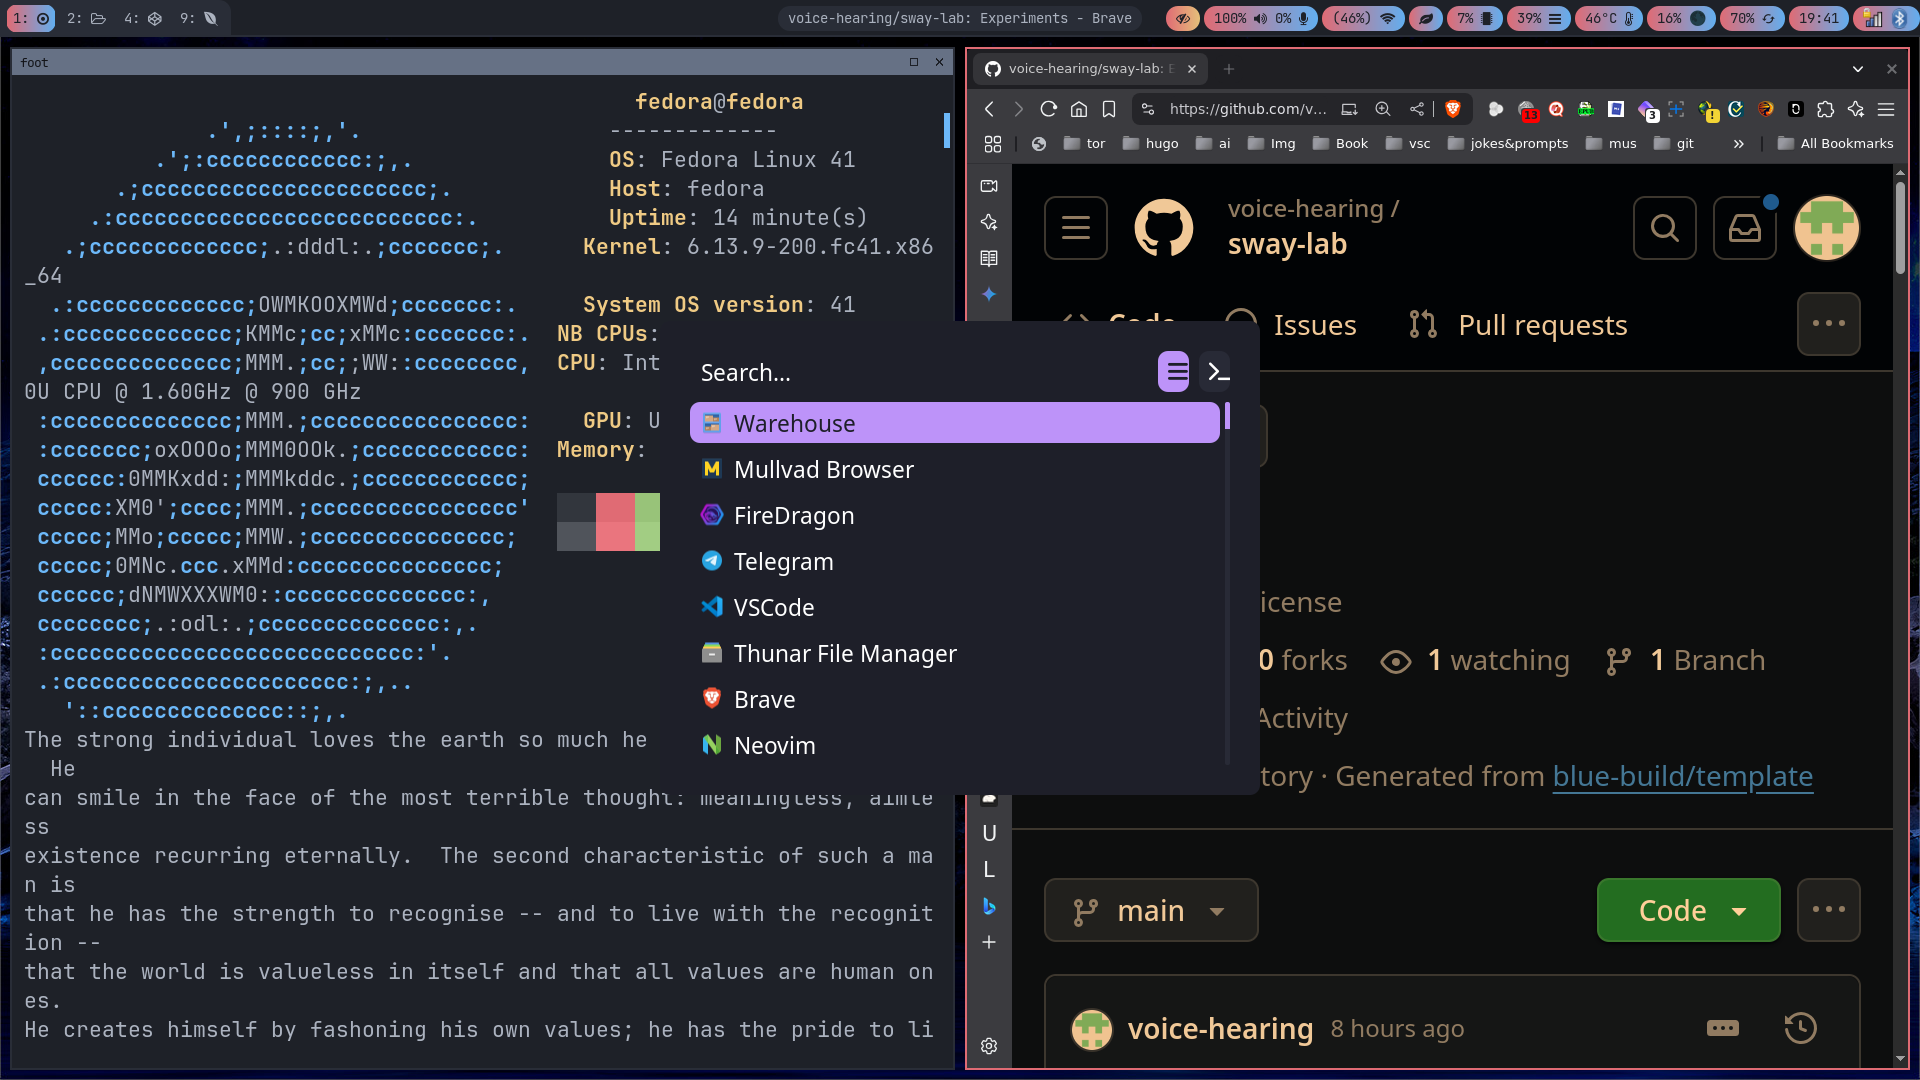 1:
2:
4:
9:
voice-hearing/sway-lab: Experiments - Brave
100% 0%
(46%)
7%
39%
46°C
16%
70%
19:41
foot
fedora@fedora
-------------
.',;::::;,'.
.';:cccccccccccc:;,.
.;cccccccccccccccccccccc;.
.:cccccccccccccccccccccccccc:.
.;ccccccccccccc;.:dddl:.;ccccccc;.
OS: Fedora Linux 41
Host: fedora
Uptime: 14 minute(s)
Kernel: 6.13.9-200.fc41.x86
_64
.:ccccccccccccc;OWMKOOXMWd;ccccccc:.
System OS version: 41
.:ccccccccccccc;KMMc;cc;xMMc:ccccccc:.
NB CPUs:
,cccccccccccccc;MMM.;cc;;WW::cccccccc,
CPU: Int
0U CPU @ 1.60GHz @ 900 GHz
:cccccccccccccc;MMM.;cccccccccccccccc:
GPU: U
:ccccccc;oxOOOo;MMM0OOk.;cccccccccccc:
Memory:
cccccc:0MMKxdd:;MMMkddc.;cccccccccccc;
ccccc:XM0';cccc;MMM.;cccccccccccccccc'
ccccc;MMo;ccccc;MMW.;ccccccccccccccc;
ccccc;0MNc.ccc.xMMd:ccccccccccccccc;
cccccc;dNMWXXXWM0::cccccccccccccc:,
cccccccc;.:odl:.;cccccccccccccc:,.
:cccccccccccccccccccccccccccc:'.
.:cccccccccccccccccccccc:;,..
'::cccccccccccccc::;,.
The strong individual loves the earth so much he
He
can smile in the face of the most terrible thought: meaningless, aimle
ss
existence recurring eternally.  The second characteristic of such a ma
n is
that he has the strength to recognise -- and to live with the recognit
ion --
that the world is valueless in itself and that all values are human on
es.
He creates himself by fashoning his own values; he has the pride to li
Search...
Warehouse
Mullvad Browser
FireDragon
Telegram
VSCode
Thunar File Manager
Brave
Neovim
voice-hearing/sway-lab: E
https://github.com/v...
13
3
tor
hugo
ai
Img
Book
vsc
jokes&prompts
mus
git
»
All Bookmarks
voice-hearing /
sway-lab
Code
Issues
Pull requests
icense
0 forks
1 watching
1 Branch
Activity
tory · Generated from blue-build/template
U
L
main
Code
voice-hearing 8 hours ago